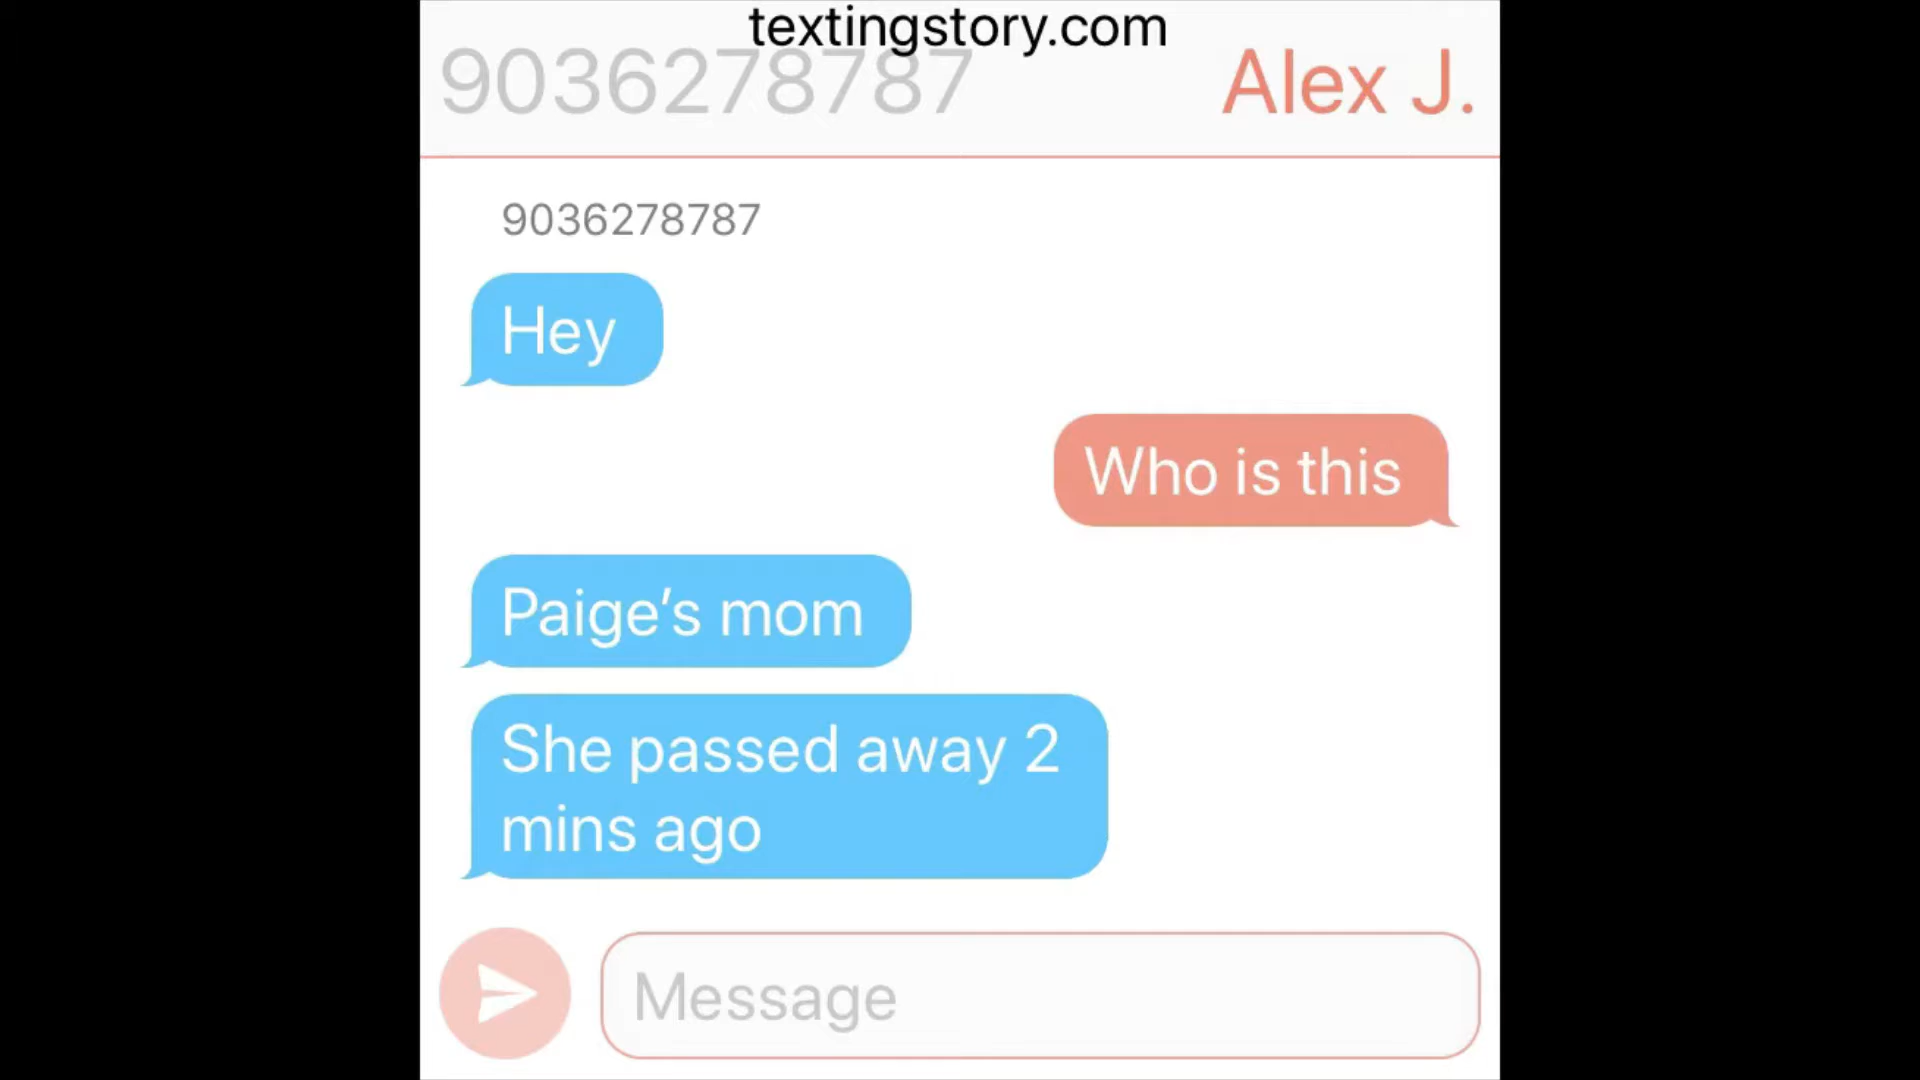 textingstory.com
9036278787 Alex J.
9036278787
Hey
Who is this
Paige’s mom
She passed away 2
mins ago
Message